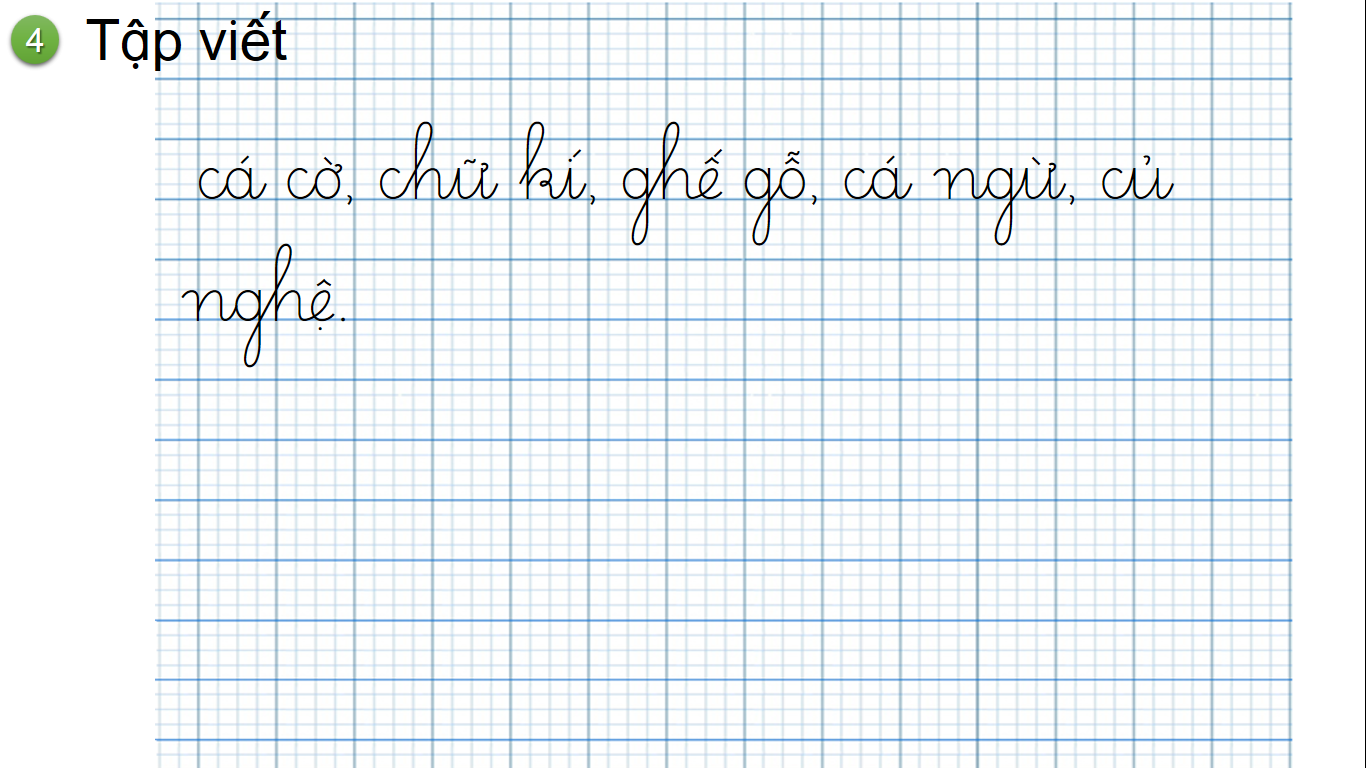 4 Tập viết
cá cờ, chữ kí, ghế gỗ, cá ngừ, củ
nghệ.